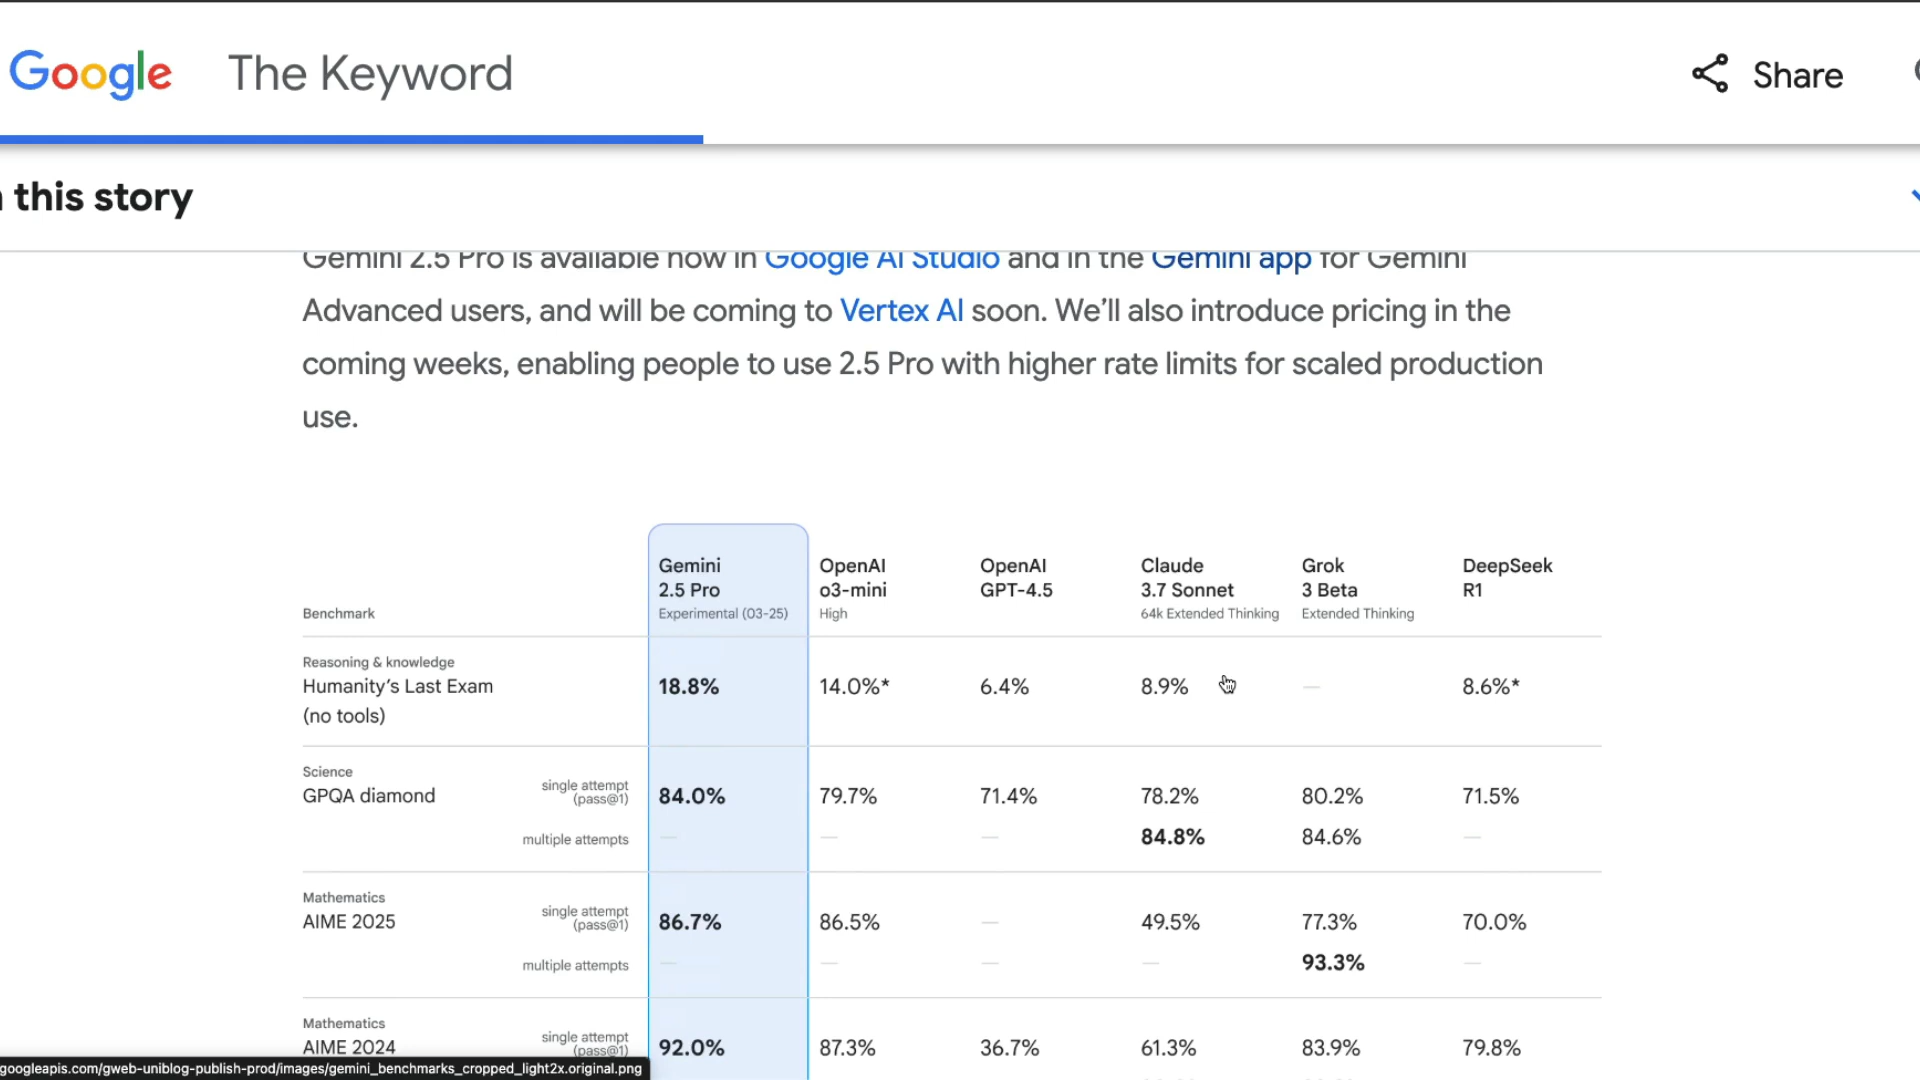 Google The Keyword Share
this story
Gemini 2.5 Pro is available now in Google AI Studio and in the Gemini app for Gemini
Advanced users, and will be coming to Vertex AI soon. We’ll also introduce pricing in the
coming weeks, enabling people to use 2.5 Pro with higher rate limits for scaled production
use.
Benchmark
Gemini 2.5 Pro Experimental (03-25)
OpenAI o3-mini High
OpenAI GPT-4.5
Claude 3.7 Sonnet 64k Extended Thinking
Grok 3 Beta Extended Thinking
DeepSeek R1
Reasoning & knowledge
Humanity’s Last Exam 18.8% 14.0%* 6.4% 8.9% — 8.6%*
(no tools)
Science
GPQA diamond single attempt (pass@1) 84.0% 79.7% 71.4% 78.2% 80.2% 71.5%
multiple attempts — — — 84.8% 84.6% —
Mathematics
AIME 2025 single attempt (pass@1) 86.7% 86.5% — 49.5% 77.3% 70.0%
multiple attempts — — — — 93.3% —
Mathematics
AIME 2024 single attempt (pass@1) 92.0% 87.3% 36.7% 61.3% 83.9% 79.8%
googleapis.com/gweb-uniblog-publish-prod/images/gemini_benchmarks_cropped_light2x.original.png